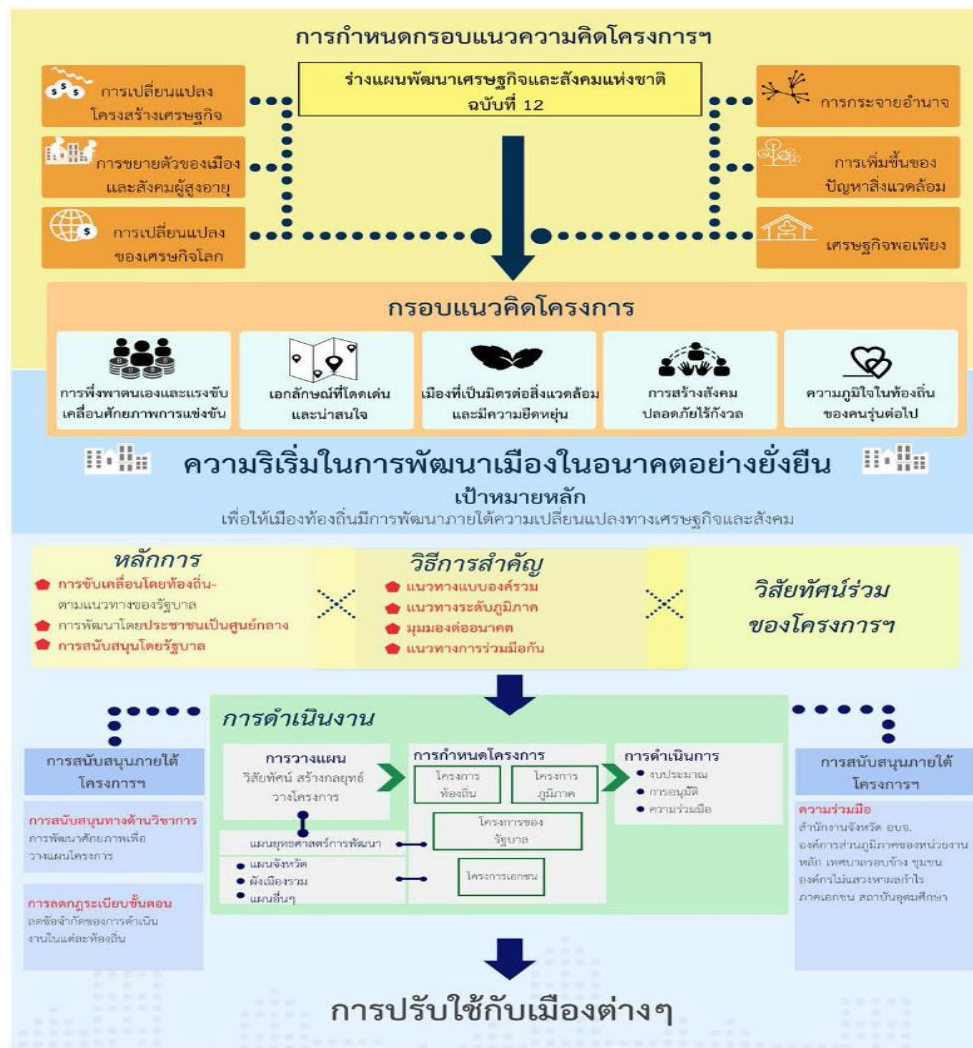 การกำหนดกรอบแนวความคิดโครงการฯ
ร่างแผนพัฒนาเศรษฐกิจและสังคมแห่งชาติ
ฉบับที่ 12
การเปลี่ยนแปลง
โครงสร้างเศรษฐกิจ
การขยายตัวของเมือง
และสังคมผู้สูงอายุ
การเปลี่ยนแปลง
ของเศรษกิจโลก
การกระจายอำนาจ
การเพิ่มขึ้นของ
ปัญหาสิ่งแวดล้อม
เศรษฐกิจพอเพียง
กรอบแนวคิดโครงการ
การพึ่งพาตนเองและแรงขับ
เคลื่อนศักยภาพการแข่งขัน
เอกลักษณ์ที่โดดเด่น
และน่าสนใจ
เมืองที่เป็นมิตรต่อสิ่งแวดล้อม
และมีความยืดหยุ่น
การสร้างสังคม
ปลอดภัยไร้กังวล
ความภูมิใจในท้องถิ่น
ของคนรุ่นต่อไป
ความริเริ่มในการพัฒนาเมืองในอนาคตอย่างยั่งยืน
เป้าหมายหลัก
เพื่อให้เมืองท้องถิ่นมีการพัฒนาภายใต้ความเปลี่ยนแปลงทางเศรษฐกิจและสังคม
หลักการ
การขับเคลื่อนโดยท้องถิ่น-
ตามแนวทางของรัฐบาล
การพัฒนาโดยประชาชนเป็นศูนย์กลาง
การสนับสนุนโดยรัฐบาล
วิธีการสำคัญ
แนวทางแบบองค์รวม
แนวทางระดับภูมิภาค
มุมมองต่ออนาคต
แนวทางการร่วมมือกัน
วิสัยทัศน์ร่วม
ของโครงการฯ
การดำเนินงาน
การสนับสนุนภายใต้
โครงการฯ
การสนับสนุนทางด้านวิชาการ
การพัฒนาศักยภาพเพื่อ
วางแผนโครงการ
การลดกฎระเบียบขั้นตอน
ลดข้อจำกัดของการดำเนิน
งานในแต่ละท้องถิ่น
การวางแผน
วิสัยทัศน์ สร้างกลยุทธ์
วางโครงการ
แผนยุทธศาสตร์การพัฒนา
แผนจังหวัด
ผังเมืองรวม
แผนอื่นๆ
การกำหนดโครงการ
โครงการ
ท้องถิ่น
โครงการ
ภูมิภาค
โครงการของ
รัฐบาล
โครงการเอกชน
การดำเนินการ
งบประมาณ
การอนุมัติ
ความร่วมมือ
การสนับสนุนภายใต้
โครงการฯ
ความร่วมมือ
สำนักงานจังหวัด อบจ.
องค์การส่วนภูมิภาคของหน่วยงาน
หลัก เทศบาลรอบข้าง ชุมชน
องค์กรไม่แสวงหาผลกำไร
ภาคเอกชน สถาบันอุดมศึกษา
การปรับใช้กับเมืองต่างๆ